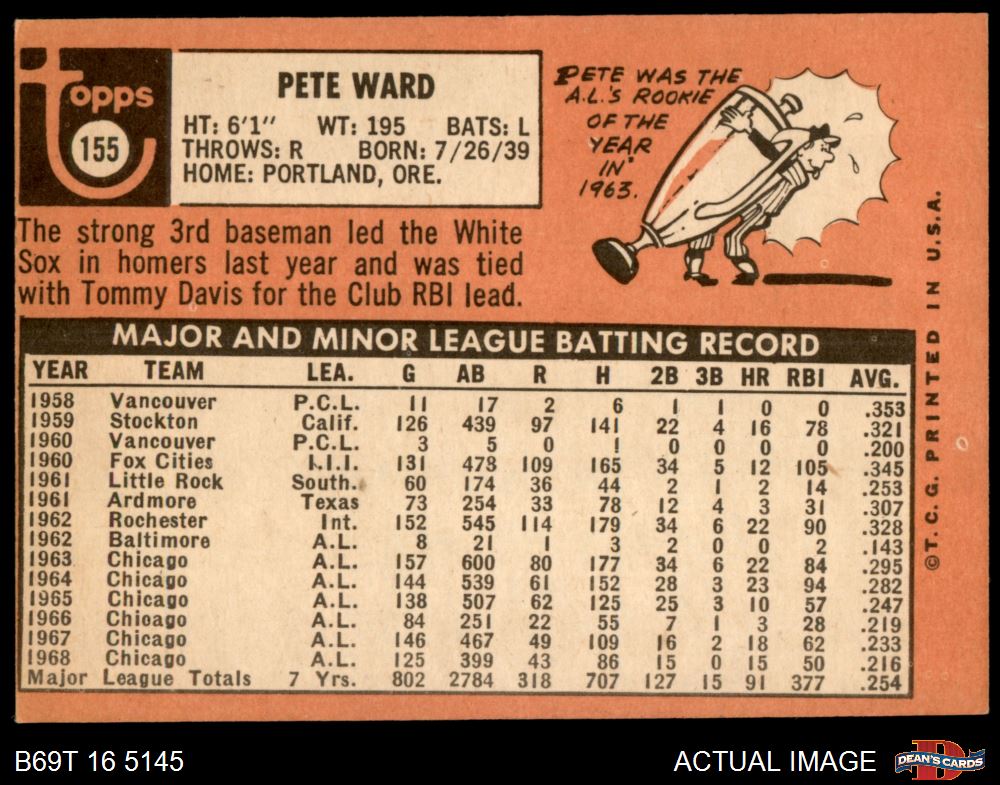 Topps
155
PETE WARD
HT: 6'1" WT: 195 BATS: L
THROWS: R BORN: 7/26/39
HOME: PORTLAND, ORE.
PETE WAS THE
A.L.'S ROOKIE
OF THE
YEAR
IN
1963.
The strong 3rd baseman led the White
Sox in homers last year and was tied
with Tommy Davis for the Club RBI lead.
MAJOR AND MINOR LEAGUE BATTING RECORD
YEAR TEAM LEA. G AB R H 2B 3B HR RBI AVG.
1958 Vancouver P.C.L. 11 17 2 6 1 1 0 0 .353
1959 Stockton Calif. 126 439 97 141 22 4 16 78 .321
1960 Vancouver P.C.L. 3 5 0 1 0 0 0 0 .200
1960 Fox Cities I.I.I. 131 473 109 165 34 5 12 105 .345
1961 Little Rock South. 60 174 36 44 2 1 2 14 .253
1961 Ardmore Texas 73 254 33 78 12 4 3 31 .307
1962 Rochester Int. 152 545 114 179 34 6 22 90 .328
1962 Baltimore A.L. 8 21 1 3 2 0 0 2 .143
1963 Chicago A.L. 157 600 80 177 34 6 22 84 .295
1964 Chicago A.L. 144 539 61 152 28 3 23 94 .282
1965 Chicago A.L. 138 507 62 125 25 3 10 57 .247
1966 Chicago A.L. 84 251 22 55 7 1 3 28 .219
1967 Chicago A.L. 146 467 49 109 16 2 18 62 .233
1968 Chicago A.L. 125 399 43 86 15 0 15 50 .216
Major League Totals 7 Yrs. 802 2784 318 707 127 15 91 377 .254
©T. C. G. PRINTED IN U.S.A.
B69T 16 5145
ACTUAL IMAGE
D
DEAN'S CARDS